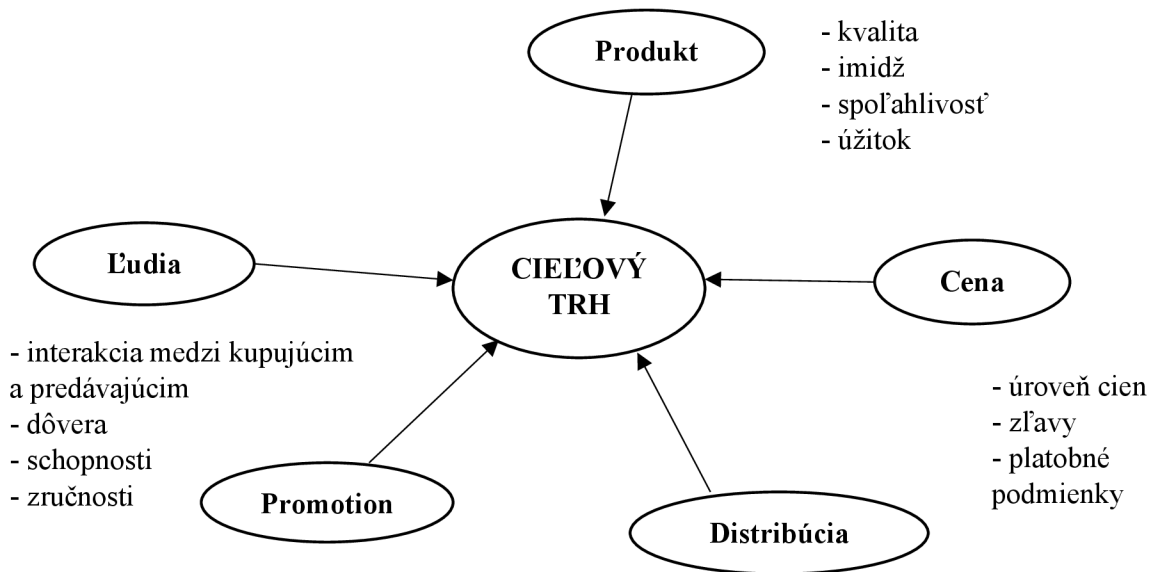 Produkt
- kvalita
- imidž
- spoľahlivosť
- úžitok
Ľudia
CIEĽOVÝ
TRH
Cena
- interakcia medzi kupujúcim
a predávajúcim
- dôvera
- schopnosti
- zručnosti
- úroveň cien
- zľavy
- platobné
podmienky
Promotion
Distribúcia